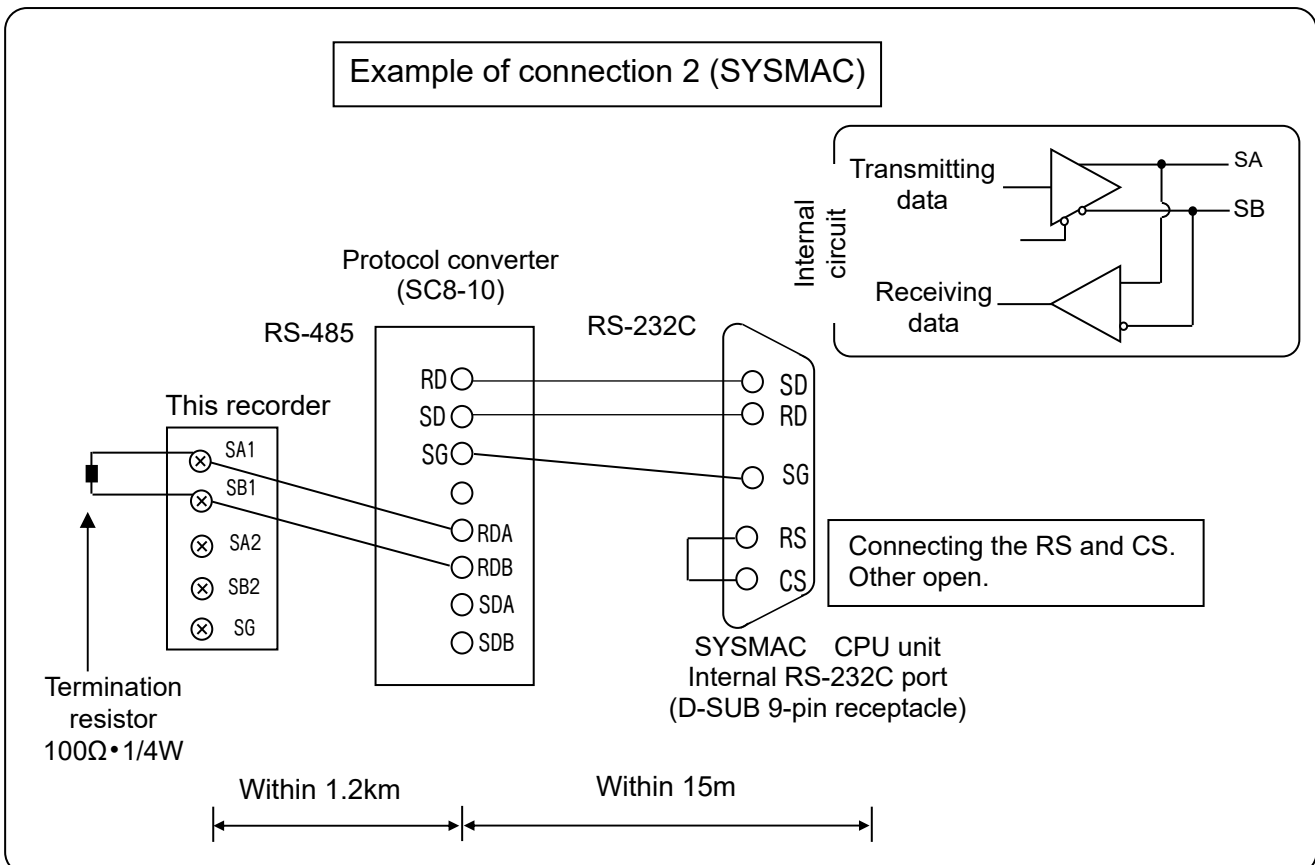 Example of connection 2 (SYSMAC)
Internal
circuit
Transmitting
data
SA
SB
Receiving
data
Protocol converter
(SC8-10)
RS-485
RS-232C
This recorder
RD
SD
SG
RDA
RDB
SDA
SDB
SD
RD
SG
RS
CS
SA1
SB1
SA2
SB2
SG
Connecting the RS and CS.
Other open.
SYSMAC CPU unit
Internal RS-232C port
(D-SUB 9-pin receptacle)
Termination
resistor
100Ω•1/4W
Within 1.2km
Within 15m